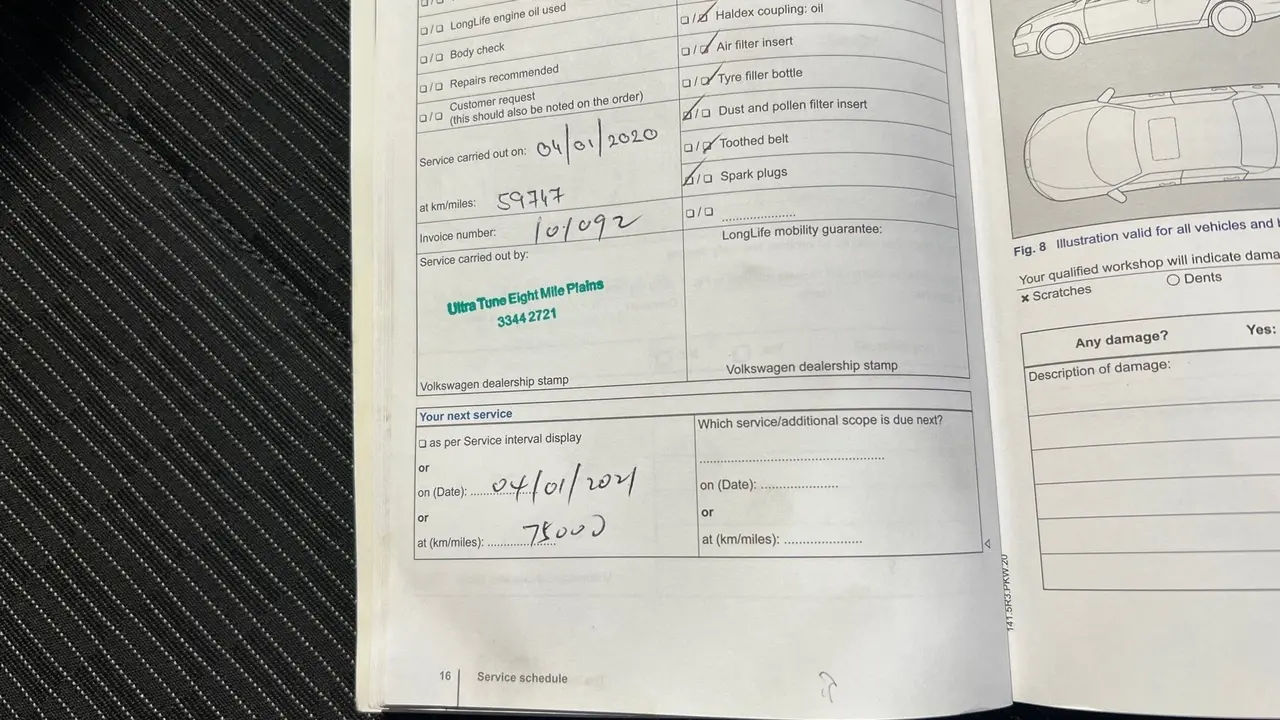 □/□ LongLife engine oil used
□/□ Body check
□/□ Repairs recommended
□/□ Customer request
(this should also be noted on the order)
Service carried out on: 04/01/2020
at km/miles: 59747
Invoice number: 101092
Service carried out by:
Ultra Tune Eight Mile Plains
3344 2721
Volkswagen dealership stamp
□/☑ Haldex coupling: oil
□/☑ Air filter insert
□/☑ Tyre filler bottle
☑/□ Dust and pollen filter insert
□/☑ Toothed belt
☑/□ Spark plugs
□/□ ....................
LongLife mobility guarantee:
Volkswagen dealership stamp
Your next service
□ as per Service interval display
or
on (Date): 04/01/2021
or
at (km/miles): 75000
Which service/additional scope is due next?
..................................................
on (Date): .....................
or
at (km/miles): .....................
16 Service schedule
141.5R3.PKW.20
Fig. 8 Illustration valid for all vehicles and
Your qualified workshop will indicate dama
× Scratches
○ Dents
Any damage? Yes:
Description of damage: